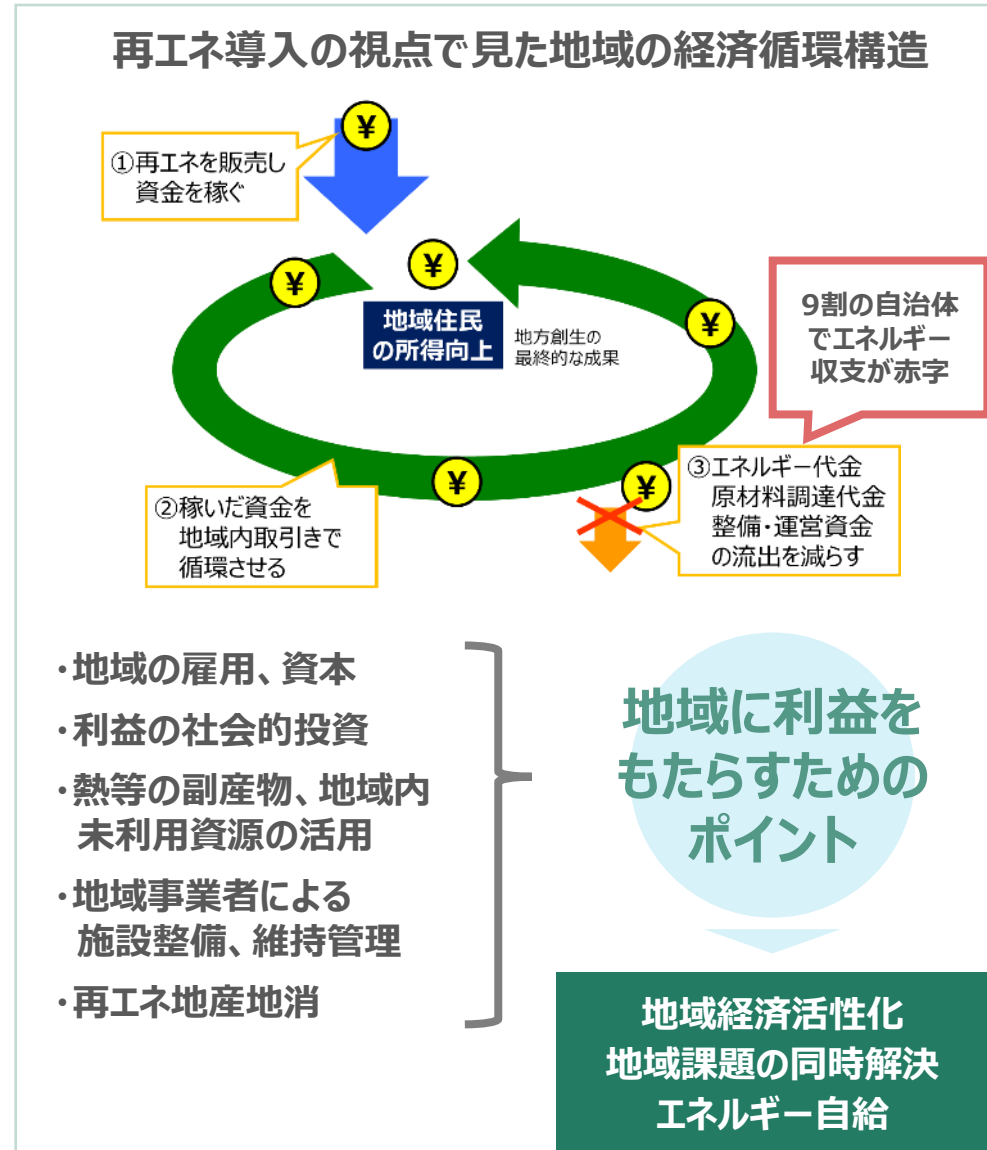 再エネ導入の視点で見た地域の経済循環構造
¥
①再エネを販売し
資金を稼ぐ
¥
¥
¥
地域住民
の所得向上
地方創生の
最終的な成果
9割の自治体
でエネルギー
収支が赤字
②稼いだ資金を
地域内取引きで
循環させる
¥
¥
③エネルギー代金
原材料調達代金
整備・運営資金
の流出を減らす
・地域の雇用、資本
・利益の社会的投資
・熱等の副産物、地域内
未利用資源の活用
・地域事業者による
施設整備、維持管理
・再エネ地産地消
地域に利益を
もたらすための
ポイント
地域経済活性化
地域課題の同時解決
エネルギー自給